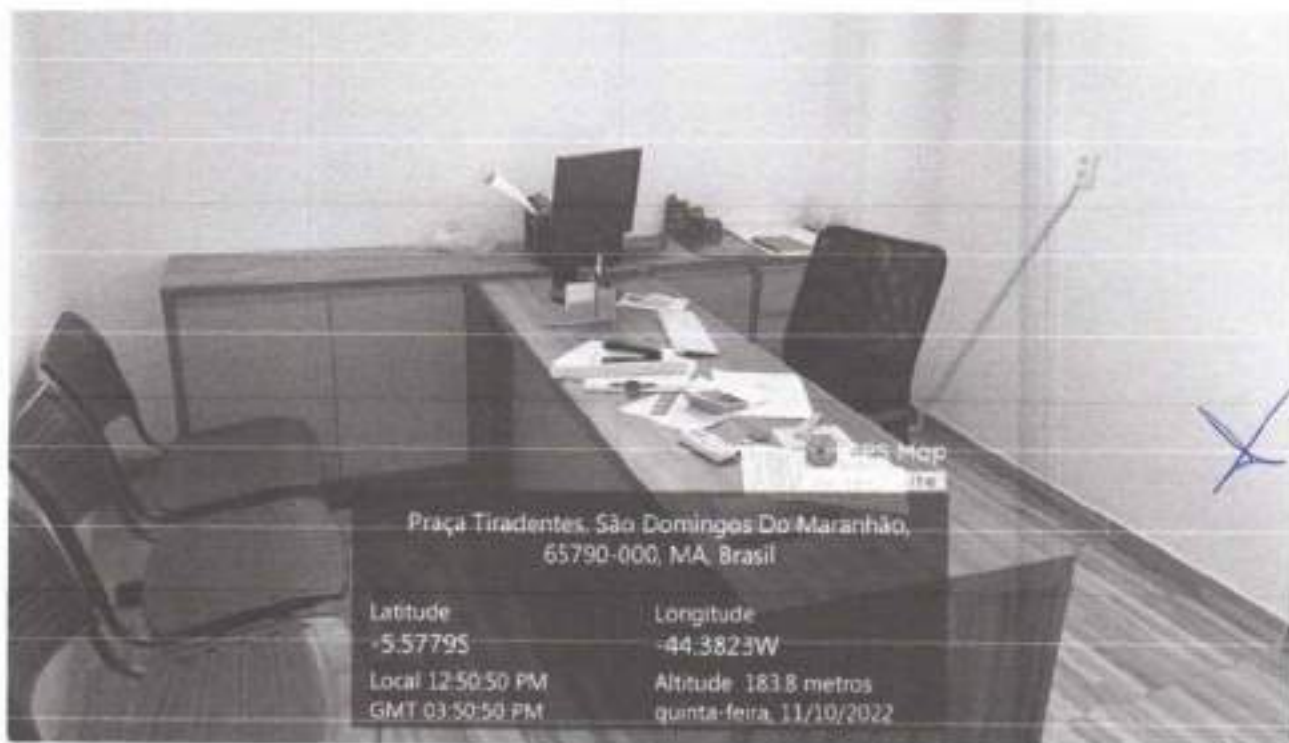 GPS Map
Praça Tiradentes, São Domingos Do Maranhão,
65790-000, MA, Brasil
Latitude
-5.5779S
Longitude
-44.3823W
Local 12:50:50 PM
GMT 03:50:50 PM
Altitude 183.8 metros
quinta-feira, 11/10/2022